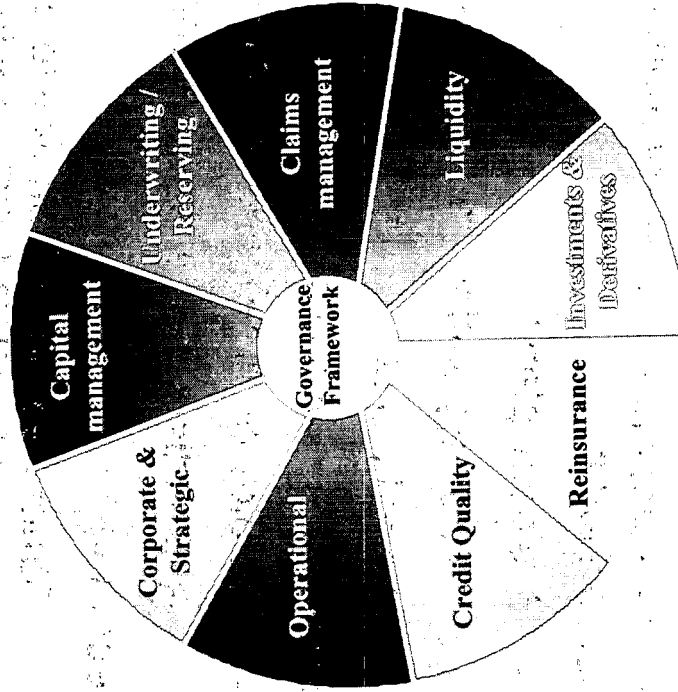 Capital
management
Underwriting /
Reserving
Claims
management
Liquidity
Investments &
Derivatives
Reinsurance
Credit Quality
Operational
Corporate &
Strategic
Governance
Framework